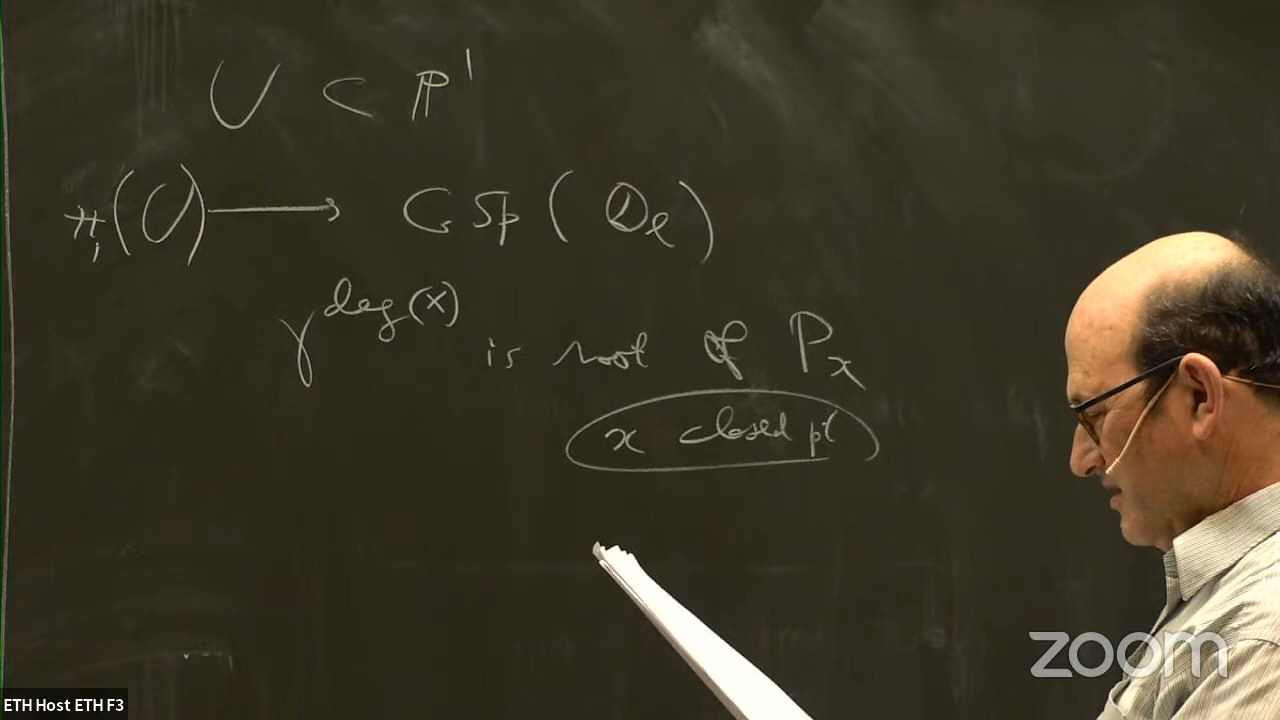 U ⊂ ℙ¹
π₁(U) ⟶ GSp(ℚ_ℓ)
γ^{deg(x)} is root of P_x
x closed pt
zoom
ETH Host ETH F3